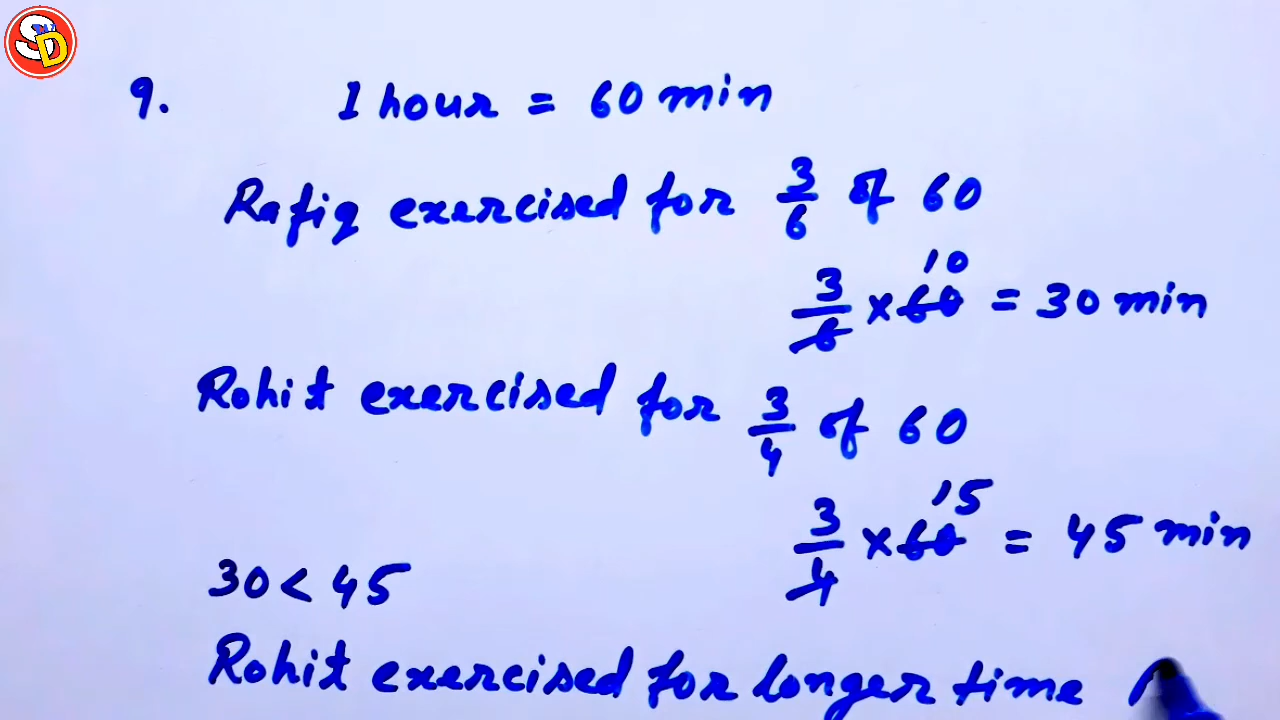 SD
9. 1 hour = 60 min
Rafiq exercised for 3/6 of 60
3/6 × 60 10 = 30 min
Rohit exercised for 3/4 of 60
3/4 × 60 15 = 45 min
30 < 45
Rohit exercised for longer time